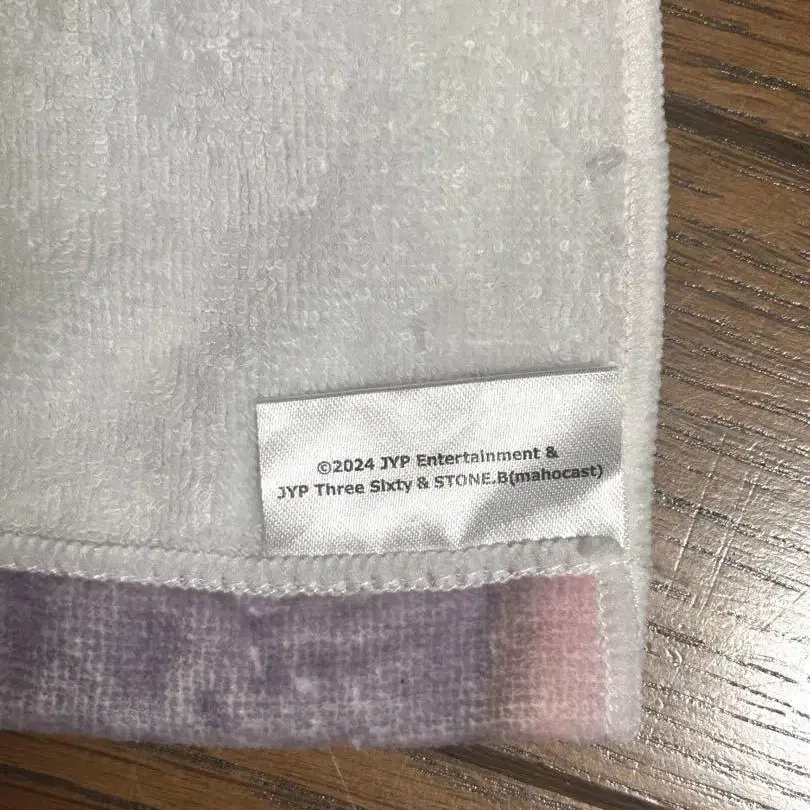 ©2024 JYP Entertainment &
JYP Three Sixty & STONE.B(mahocast)